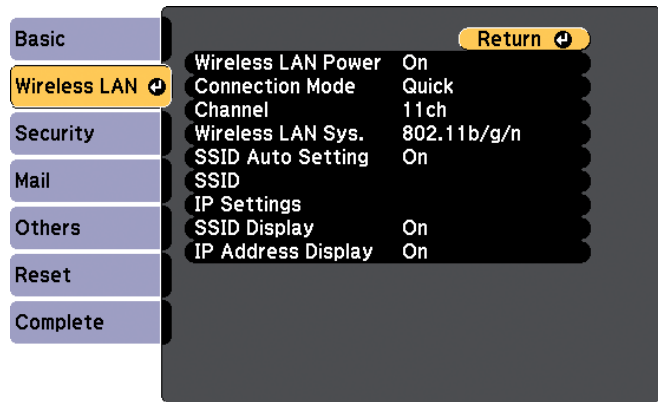 Basic
Wireless LAN
Security
Mail
Others
Reset
Complete
Return
Wireless LAN Power On
Connection Mode Quick
Channel 11ch
Wireless LAN Sys. 802.11b/g/n
SSID Auto Setting On
SSID
IP Settings
SSID Display On
IP Address Display On